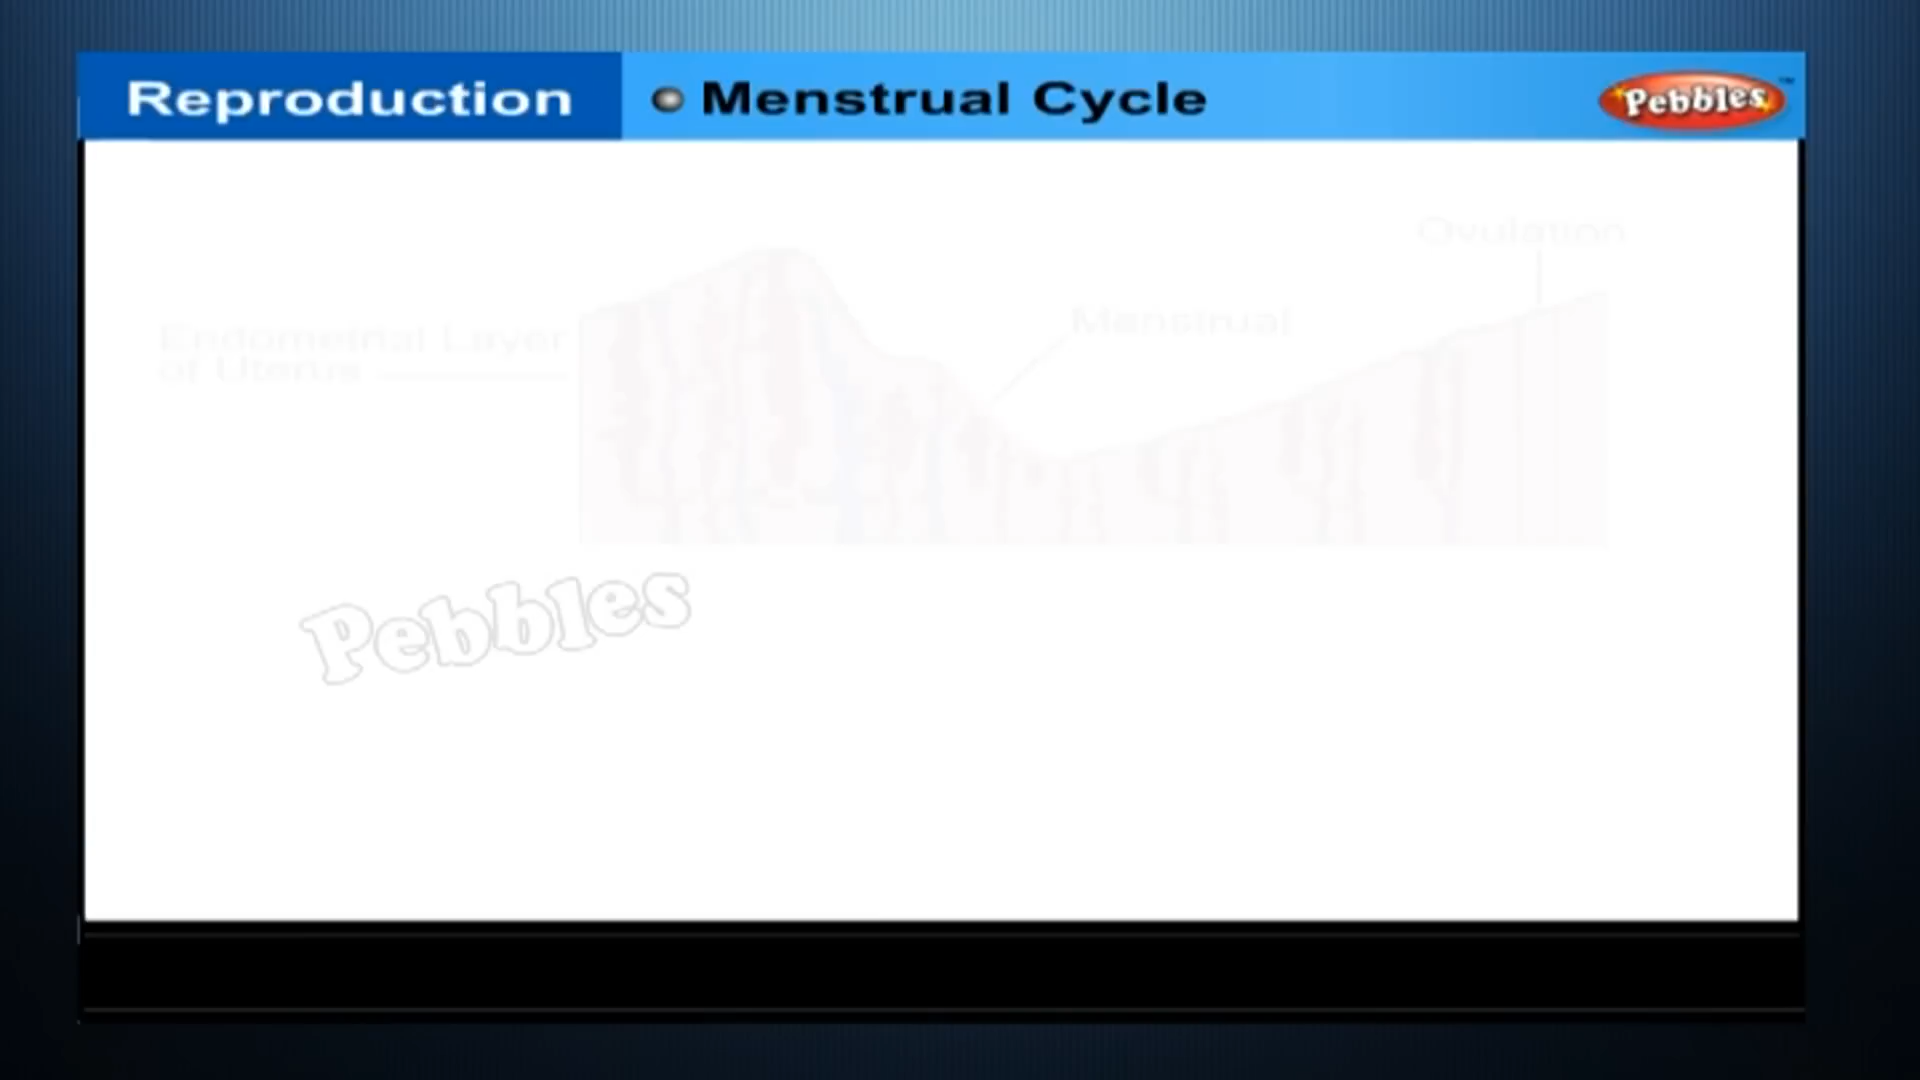 Reproduction
Menstrual Cycle
Pebbles
Ovulation
Menstrual
Endometrial Layer
of Uterus
Pebbles